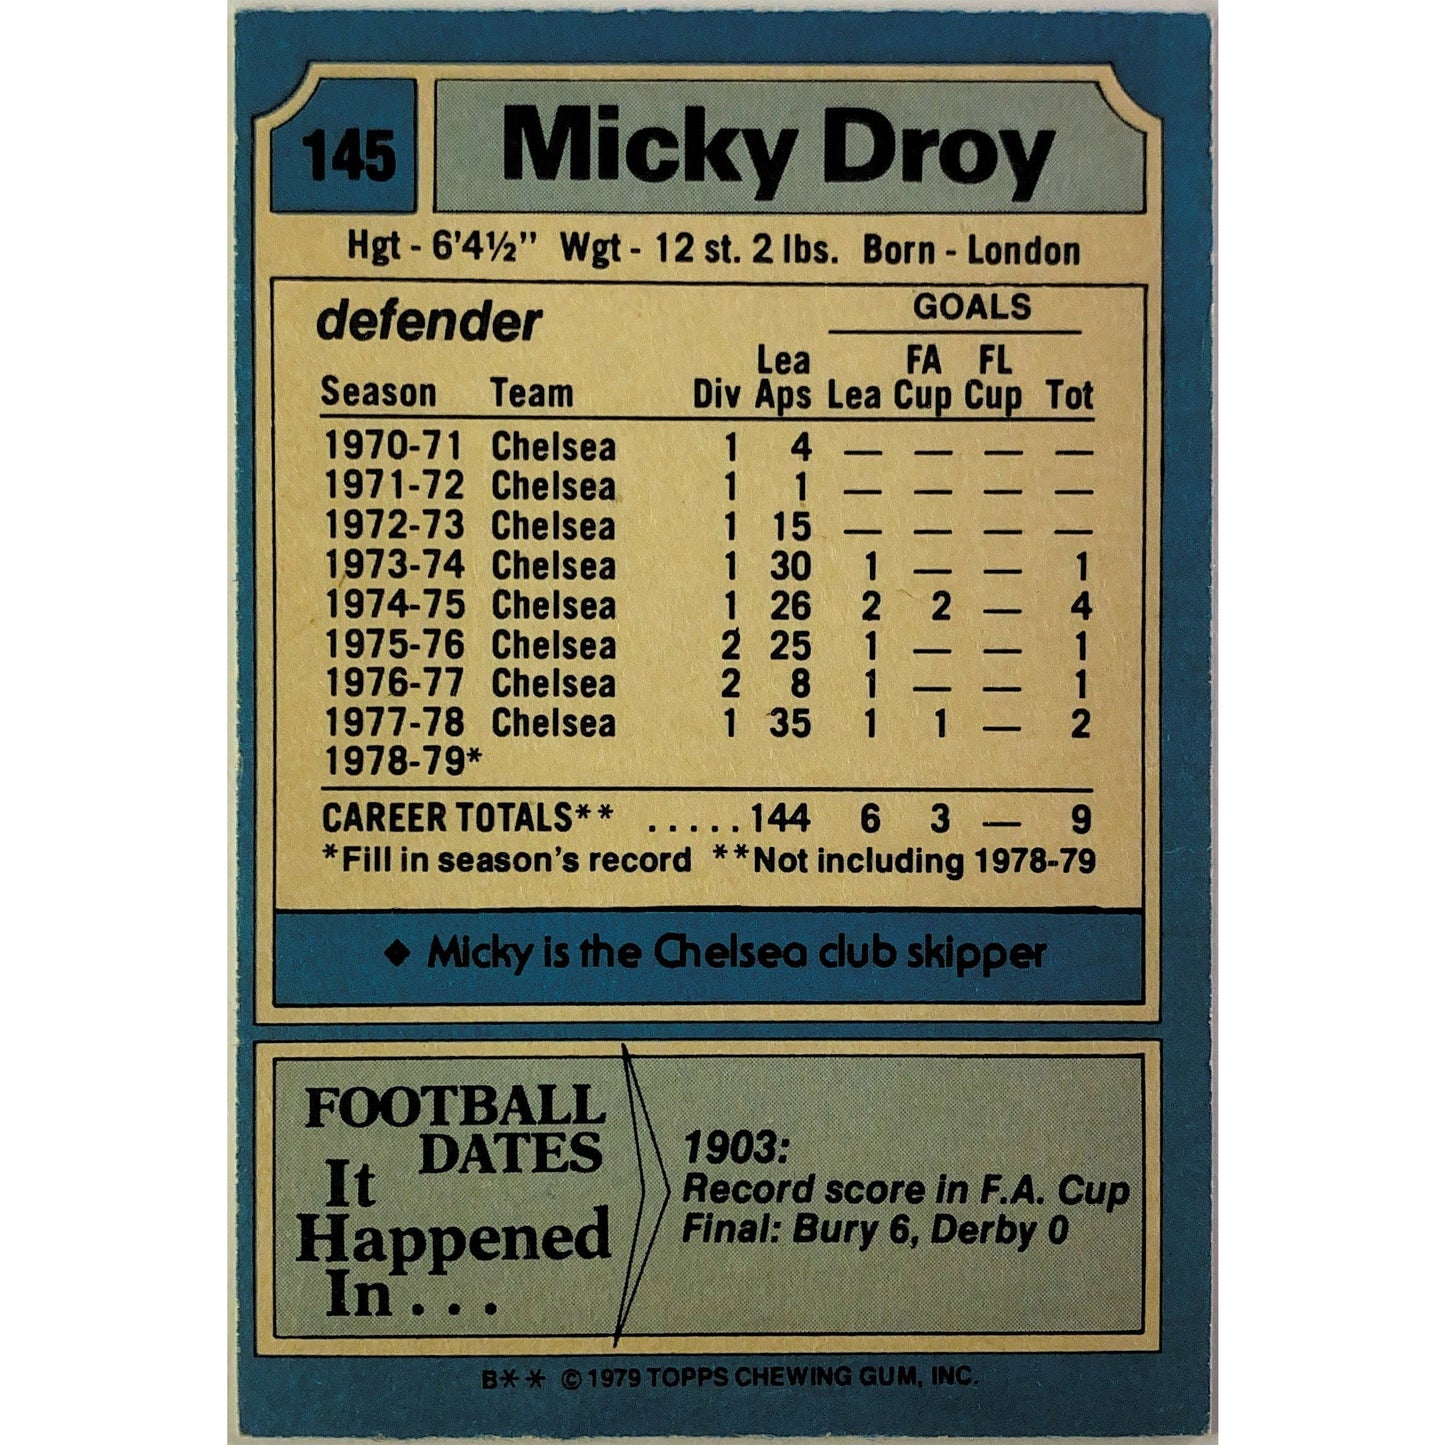 145
Micky Droy
Hgt - 6'4½" Wgt - 12 st. 2 lbs. Born - London
defender
GOALS
Lea FA FL
Season Team Div Aps Lea Cup Cup Tot
1970-71 Chelsea 1 4 — — — —
1971-72 Chelsea 1 1 — — — —
1972-73 Chelsea 1 15 — — — —
1973-74 Chelsea 1 30 1 — — 1
1974-75 Chelsea 1 26 2 2 — 4
1975-76 Chelsea 2 25 1 — — 1
1976-77 Chelsea 2 8 1 — — 1
1977-78 Chelsea 1 35 1 1 — 2
1978-79*
CAREER TOTALS** .....144 6 3 — 9
*Fill in season's record **Not including 1978-79
◆ Micky is the Chelsea club skipper
FOOTBALL
DATES
It
Happened
In...
1903:
Record score in F.A. Cup
Final: Bury 6, Derby 0
B** © 1979 TOPPS CHEWING GUM, INC.